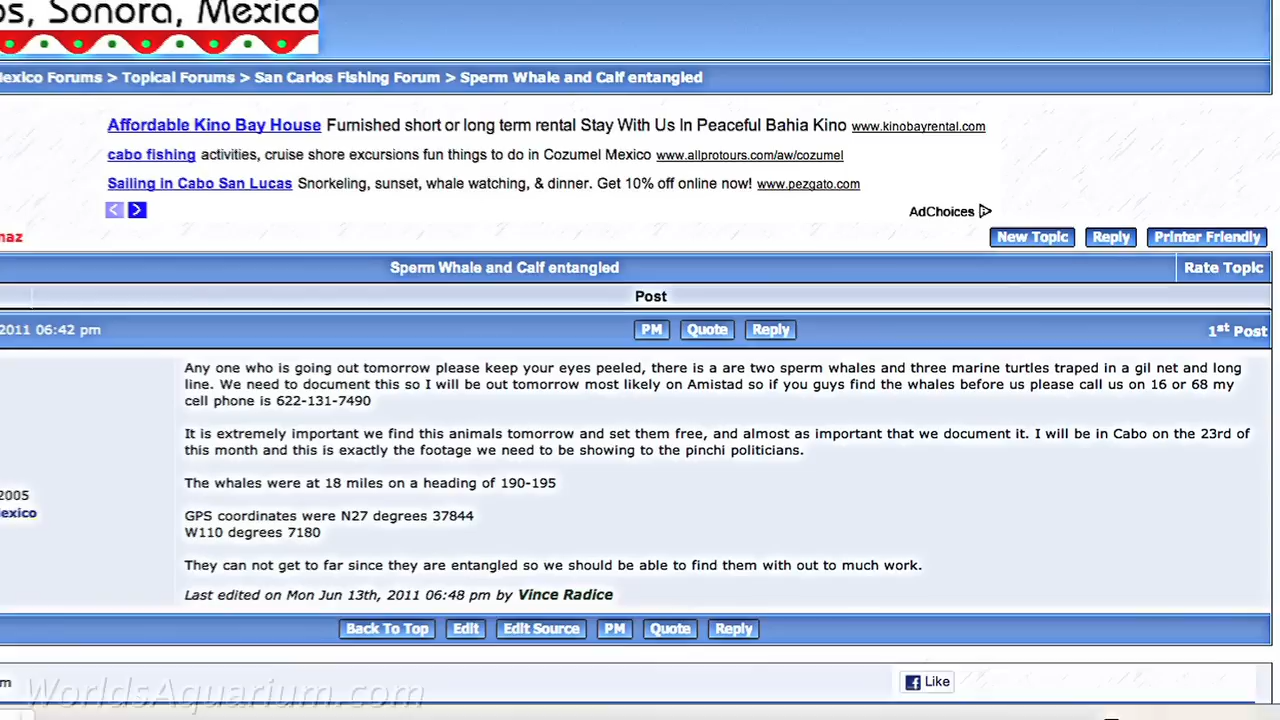 os, Sonora, Mexico
exico Forums > Topical Forums > San Carlos Fishing Forum > Sperm Whale and Calf entangled
Affordable Kino Bay House Furnished short or long term rental Stay With Us In Peaceful Bahia Kino www.kinobayrental.com
cabo fishing activities, cruise shore excursions fun things to do in Cozumel Mexico www.allprotours.com/aw/cozumel
Sailing in Cabo San Lucas Snorkeling, sunset, whale watching, & dinner. Get 10% off online now! www.pezgato.com
< > AdChoices
naz New Topic Reply Printer Friendly
Sperm Whale and Calf entangled Rate Topic
Post
2011 06:42 pm PM Quote Reply 1st Post
Any one who is going out tomorrow please keep your eyes peeled, there is a are two sperm whales and three marine turtles traped in a gil net and long
line. We need to document this so I will be out tomorrow most likely on Amistad so if you guys find the whales before us please call us on 16 or 68 my
cell phone is 622-131-7490
It is extremely important we find this animals tomorrow and set them free, and almost as important that we document it. I will be in Cabo on the 23rd of
this month and this is exactly the footage we need to be showing to the pinchi politicians.
The whales were at 18 miles on a heading of 190-195
2005
exico
GPS coordinates were N27 degrees 37844
W110 degrees 7180
They can not get to far since they are entangled so we should be able to find them with out to much work.
Last edited on Mon Jun 13th, 2011 06:48 pm by Vince Radice
Back To Top Edit Edit Source PM Quote Reply
m Like
WorldsAquarium.com